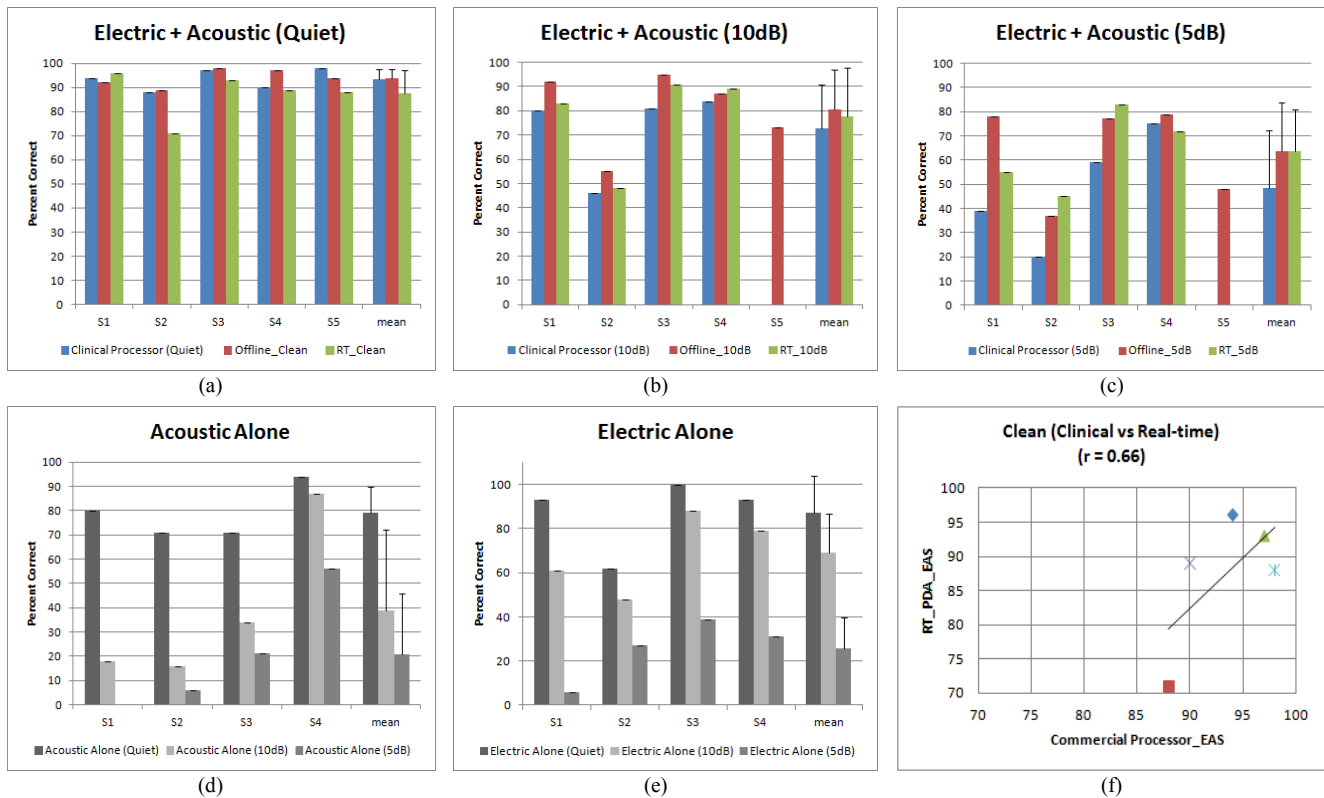 Electric + Acoustic (Quiet)
Percent Correct
100
90
80
70
60
50
40
30
20
10
0
S1 S2 S3 S4 S5 mean
Clinical Processor (Quiet) Offline_Clean RT_Clean
(a)
Electric + Acoustic (10dB)
Percent Correct
100
90
80
70
60
50
40
30
20
10
0
S1 S2 S3 S4 S5 mean
Clinical Processor (10dB) Offline_10dB RT_10dB
(b)
Electric + Acoustic (5dB)
Percent Correct
100
90
80
70
60
50
40
30
20
10
0
S1 S2 S3 S4 S5 mean
Clinical Processor (5dB) Offline_5dB RT_5dB
(c)
Acoustic Alone
Percent Correct
100
90
80
70
60
50
40
30
20
10
0
S1 S2 S3 S4 mean
Acoustic Alone (Quiet) Acoustic Alone (10dB) Acoustic Alone (5dB)
(d)
Electric Alone
Percent Correct
100
80
60
40
20
0
S1 S2 S3 S4 mean
Electric Alone (Quiet) Electric Alone (10dB) Electric Alone (5dB)
(e)
Clean (Clinical vs Real-time)
(r = 0.66)
RT_PDA_EAS
100
95
90
85
80
75
70
70 75 80 85 90 95 100
Commercial Processor_EAS
(f)